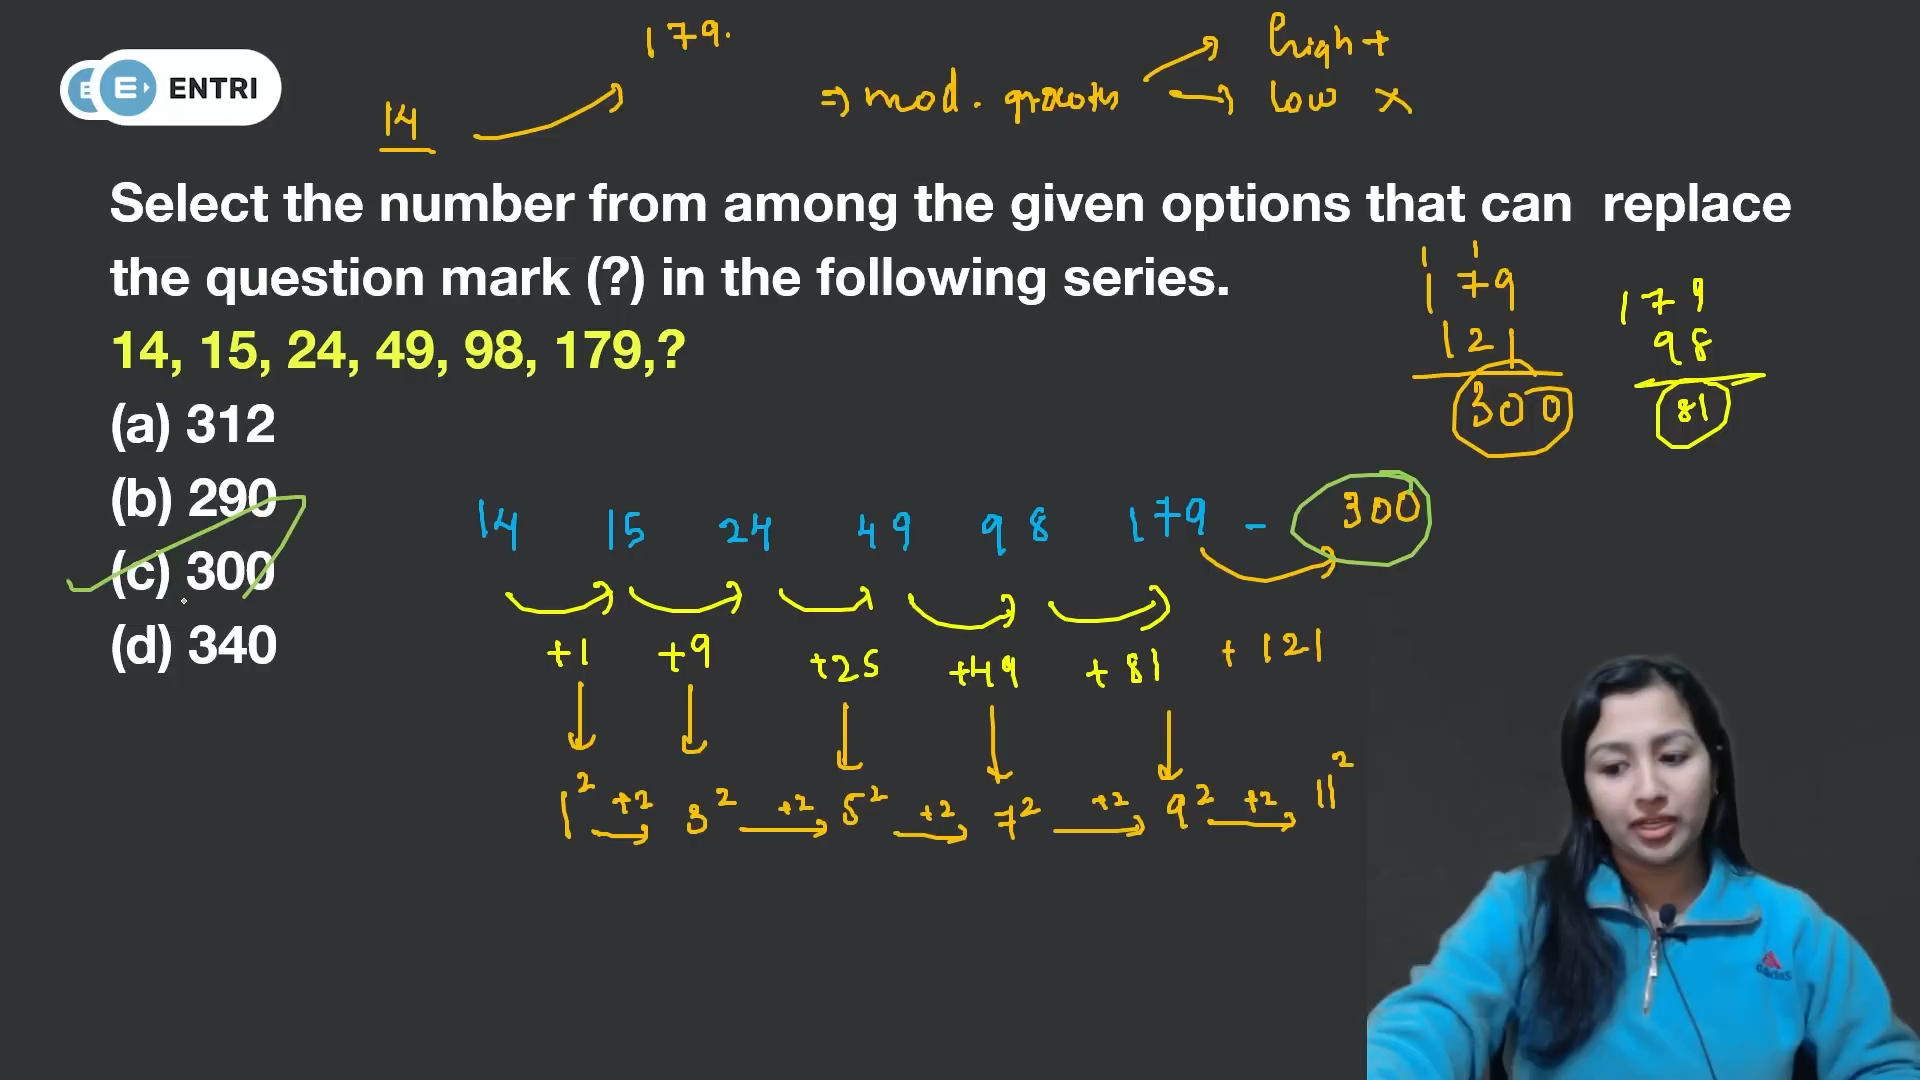 179.
high +
ENTRI
14
⇒ mod. growth
low ×
Select the number from among the given options that can replace
the question mark (?) in the following series.
14, 15, 24, 49, 98, 179,?
(a) 312
(b) 290
(c) 300
(d) 340
1 1
179
121
300
179
98
81
14 15 24 49 98 179 - 300
+1 +9 +25 +49 +81 +121
1² +2 3² +2 5² +2 7² +2 9² +2 11²
adidas